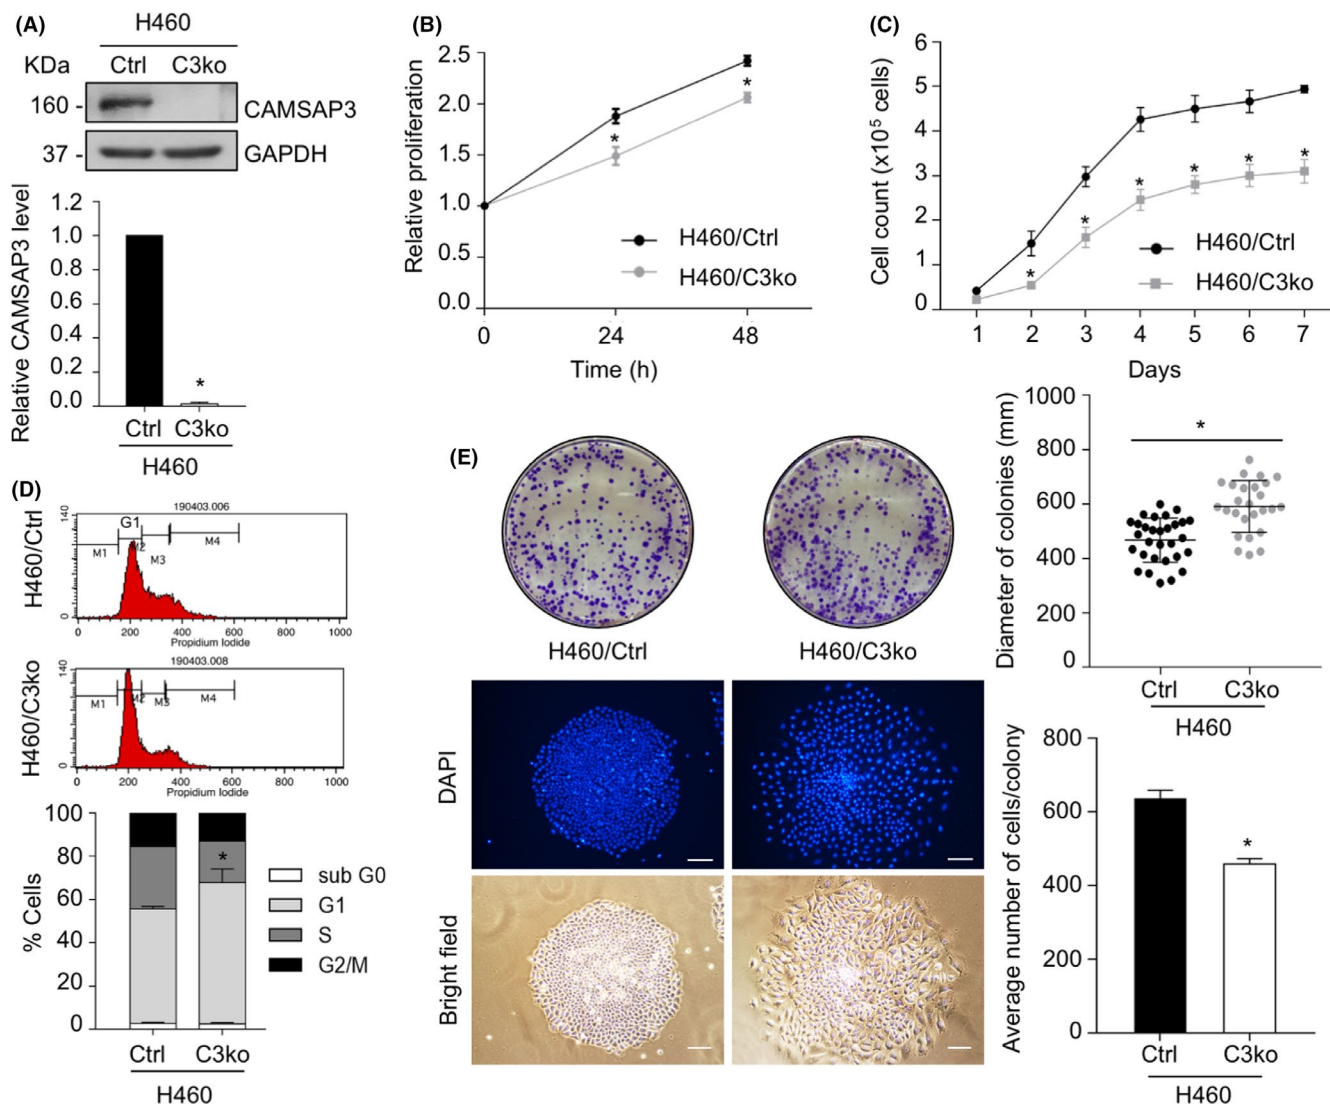 (A)
H460
KDa
Ctrl C3ko
160 - CAMSAP3
37 - GAPDH
Relative CAMSAP3 level
1.2
1.0
0.8
0.6
0.4
0.2
0.0
*
Ctrl C3ko
H460
(B)
Relative proliferation
2.5
2.0
1.5
1.0
0.5
0.0
*
*
H460/Ctrl
H460/C3ko
0 24 48
Time (h)
(C)
Cell count (x10⁵ cells)
6
5
4
3
2
1
0
* * * * * *
H460/Ctrl
H460/C3ko
1 2 3 4 5 6 7
Days
(D)
H460/Ctrl
190403.006
140
0
G1
M1 M2 M3 M4
0 200 400 600 800 1000
Propidium Iodide
H460/C3ko
190403.008
140
0
M1 M2 M3 M4
0 200 400 600 800 1000
Propidium Iodide
% Cells
100
80
60
40
20
0
*
sub G0
G1
S
G2/M
Ctrl C3ko
H460
(E)
H460/Ctrl H460/C3ko
DAPI
Bright field
Diameter of colonies (mm)
1000
800
600
400
200
0
*
Ctrl C3ko
H460
Average number of cells/colony
800
600
400
200
0
*
Ctrl C3ko
H460